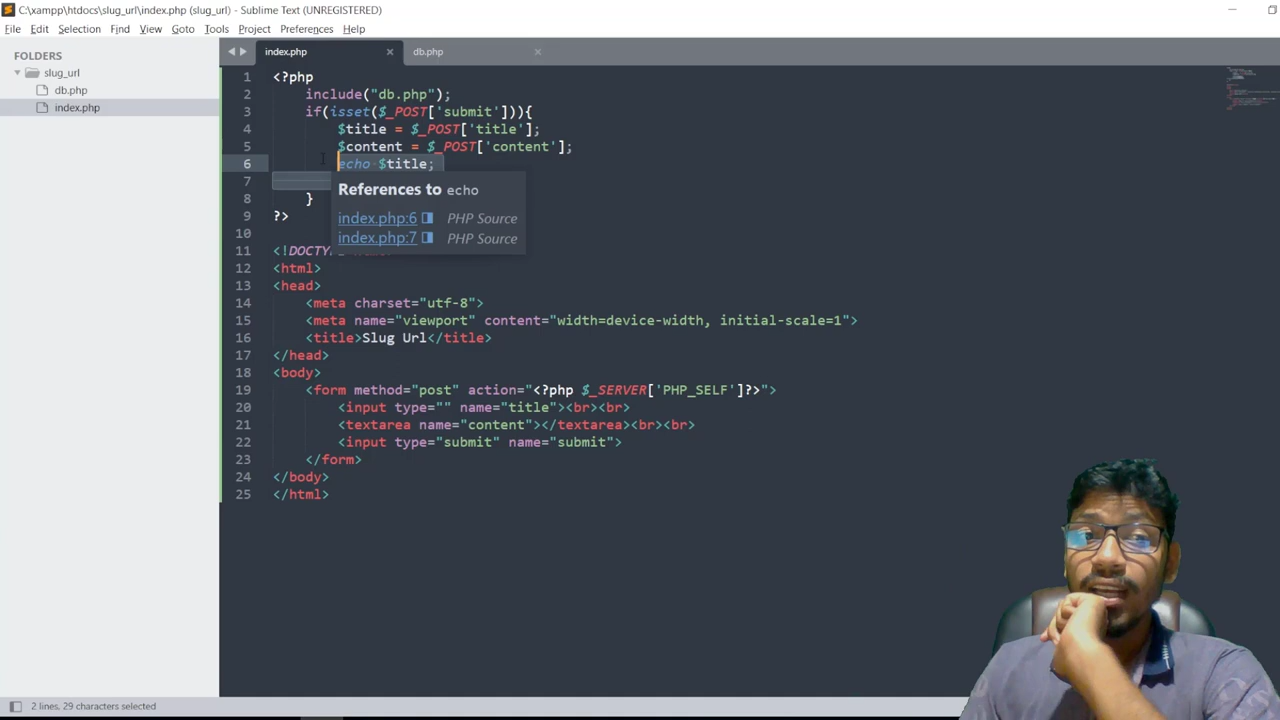 C:\xampp\htdocs\slug_url\index.php (slug_url) - Sublime Text (UNREGISTERED)
File Edit Selection Find View Goto Tools Project Preferences Help
FOLDERS
slug_url
db.php
index.php
index.php × db.php ×
1 <?php
2 include("db.php");
3 if(isset($_POST['submit'])){
4 $title = $_POST['title'];
5 $content = $_POST['content'];
6 echo $title;
7
8 }
9 ?>
References to echo
index.php:6 PHP Source
index.php:7 PHP Source
10
11 <!DOCTYPE
12 <html>
13 <head>
14 <meta charset="utf-8">
15 <meta name="viewport" content="width=device-width, initial-scale=1">
16 <title>Slug Url</title>
17 </head>
18 <body>
19 <form method="post" action="<?php $_SERVER['PHP_SELF']?>">
20 <input type="" name="title"><br><br>
21 <textarea name="content"></textarea><br><br>
22 <input type="submit" name="submit">
23 </form>
24 </body>
25 </html>
2 lines, 29 characters selected